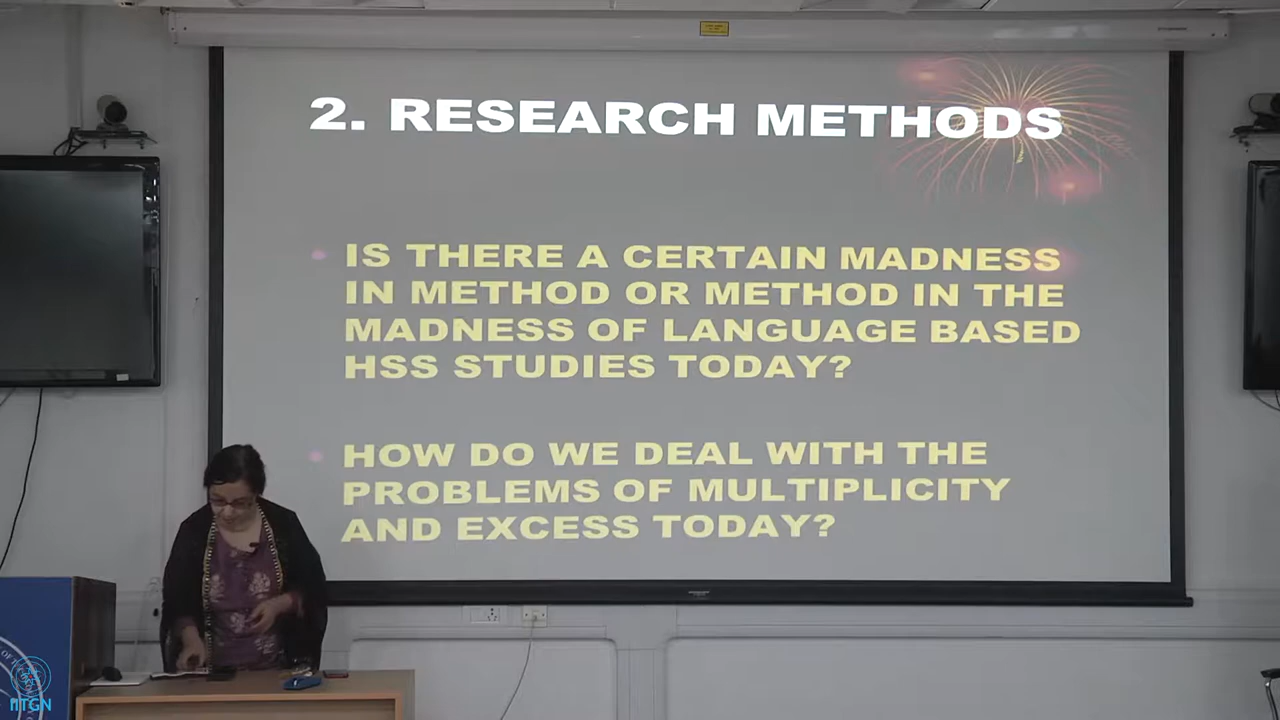 2. RESEARCH METHODS
IS THERE A CERTAIN MADNESS
IN METHOD OR METHOD IN THE
MADNESS OF LANGUAGE BASED
HSS STUDIES TODAY?
HOW DO WE DEAL WITH THE
PROBLEMS OF MULTIPLICITY
AND EXCESS TODAY?
IITGN